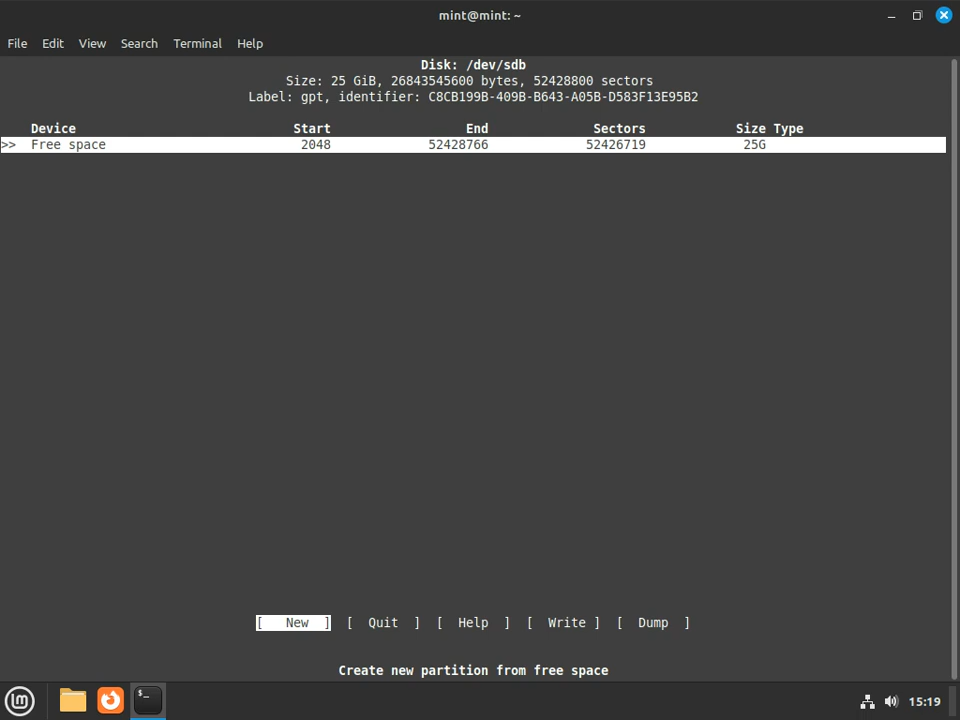 mint@mint: ~
File Edit View Search Terminal Help
Disk: /dev/sdb
Size: 25 GiB, 26843545600 bytes, 52428800 sectors
Label: gpt, identifier: C8CB199B-409B-B643-A05B-D583F13E95B2
Device Start End Sectors Size Type
>> Free space 2048 52428766 52426719 25G
[ New ] [ Quit ] [ Help ] [ Write ] [ Dump ]
Create new partition from free space
$_ 15:19